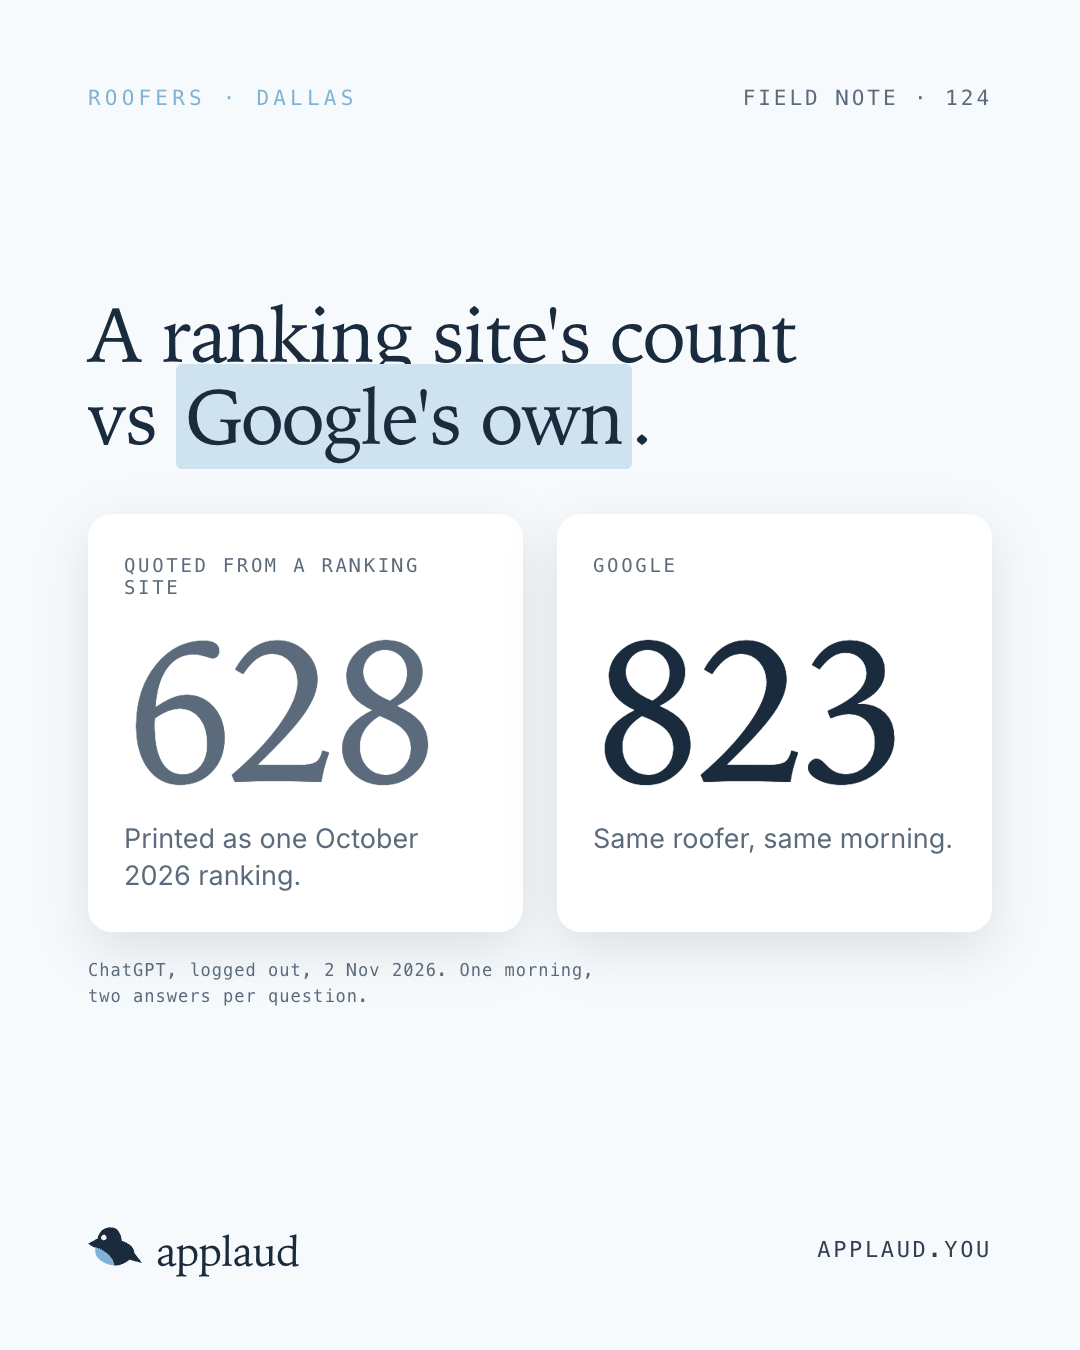 ROOFERS · DALLAS
FIELD NOTE · 124
A ranking site's count
vs Google's own.
QUOTED FROM A RANKING
SITE
628
Printed as one October
2026 ranking.
GOOGLE
823
Same roofer, same morning.
ChatGPT, logged out, 2 Nov 2026. One morning,
two answers per question.
applaud
APPLAUD.YOU